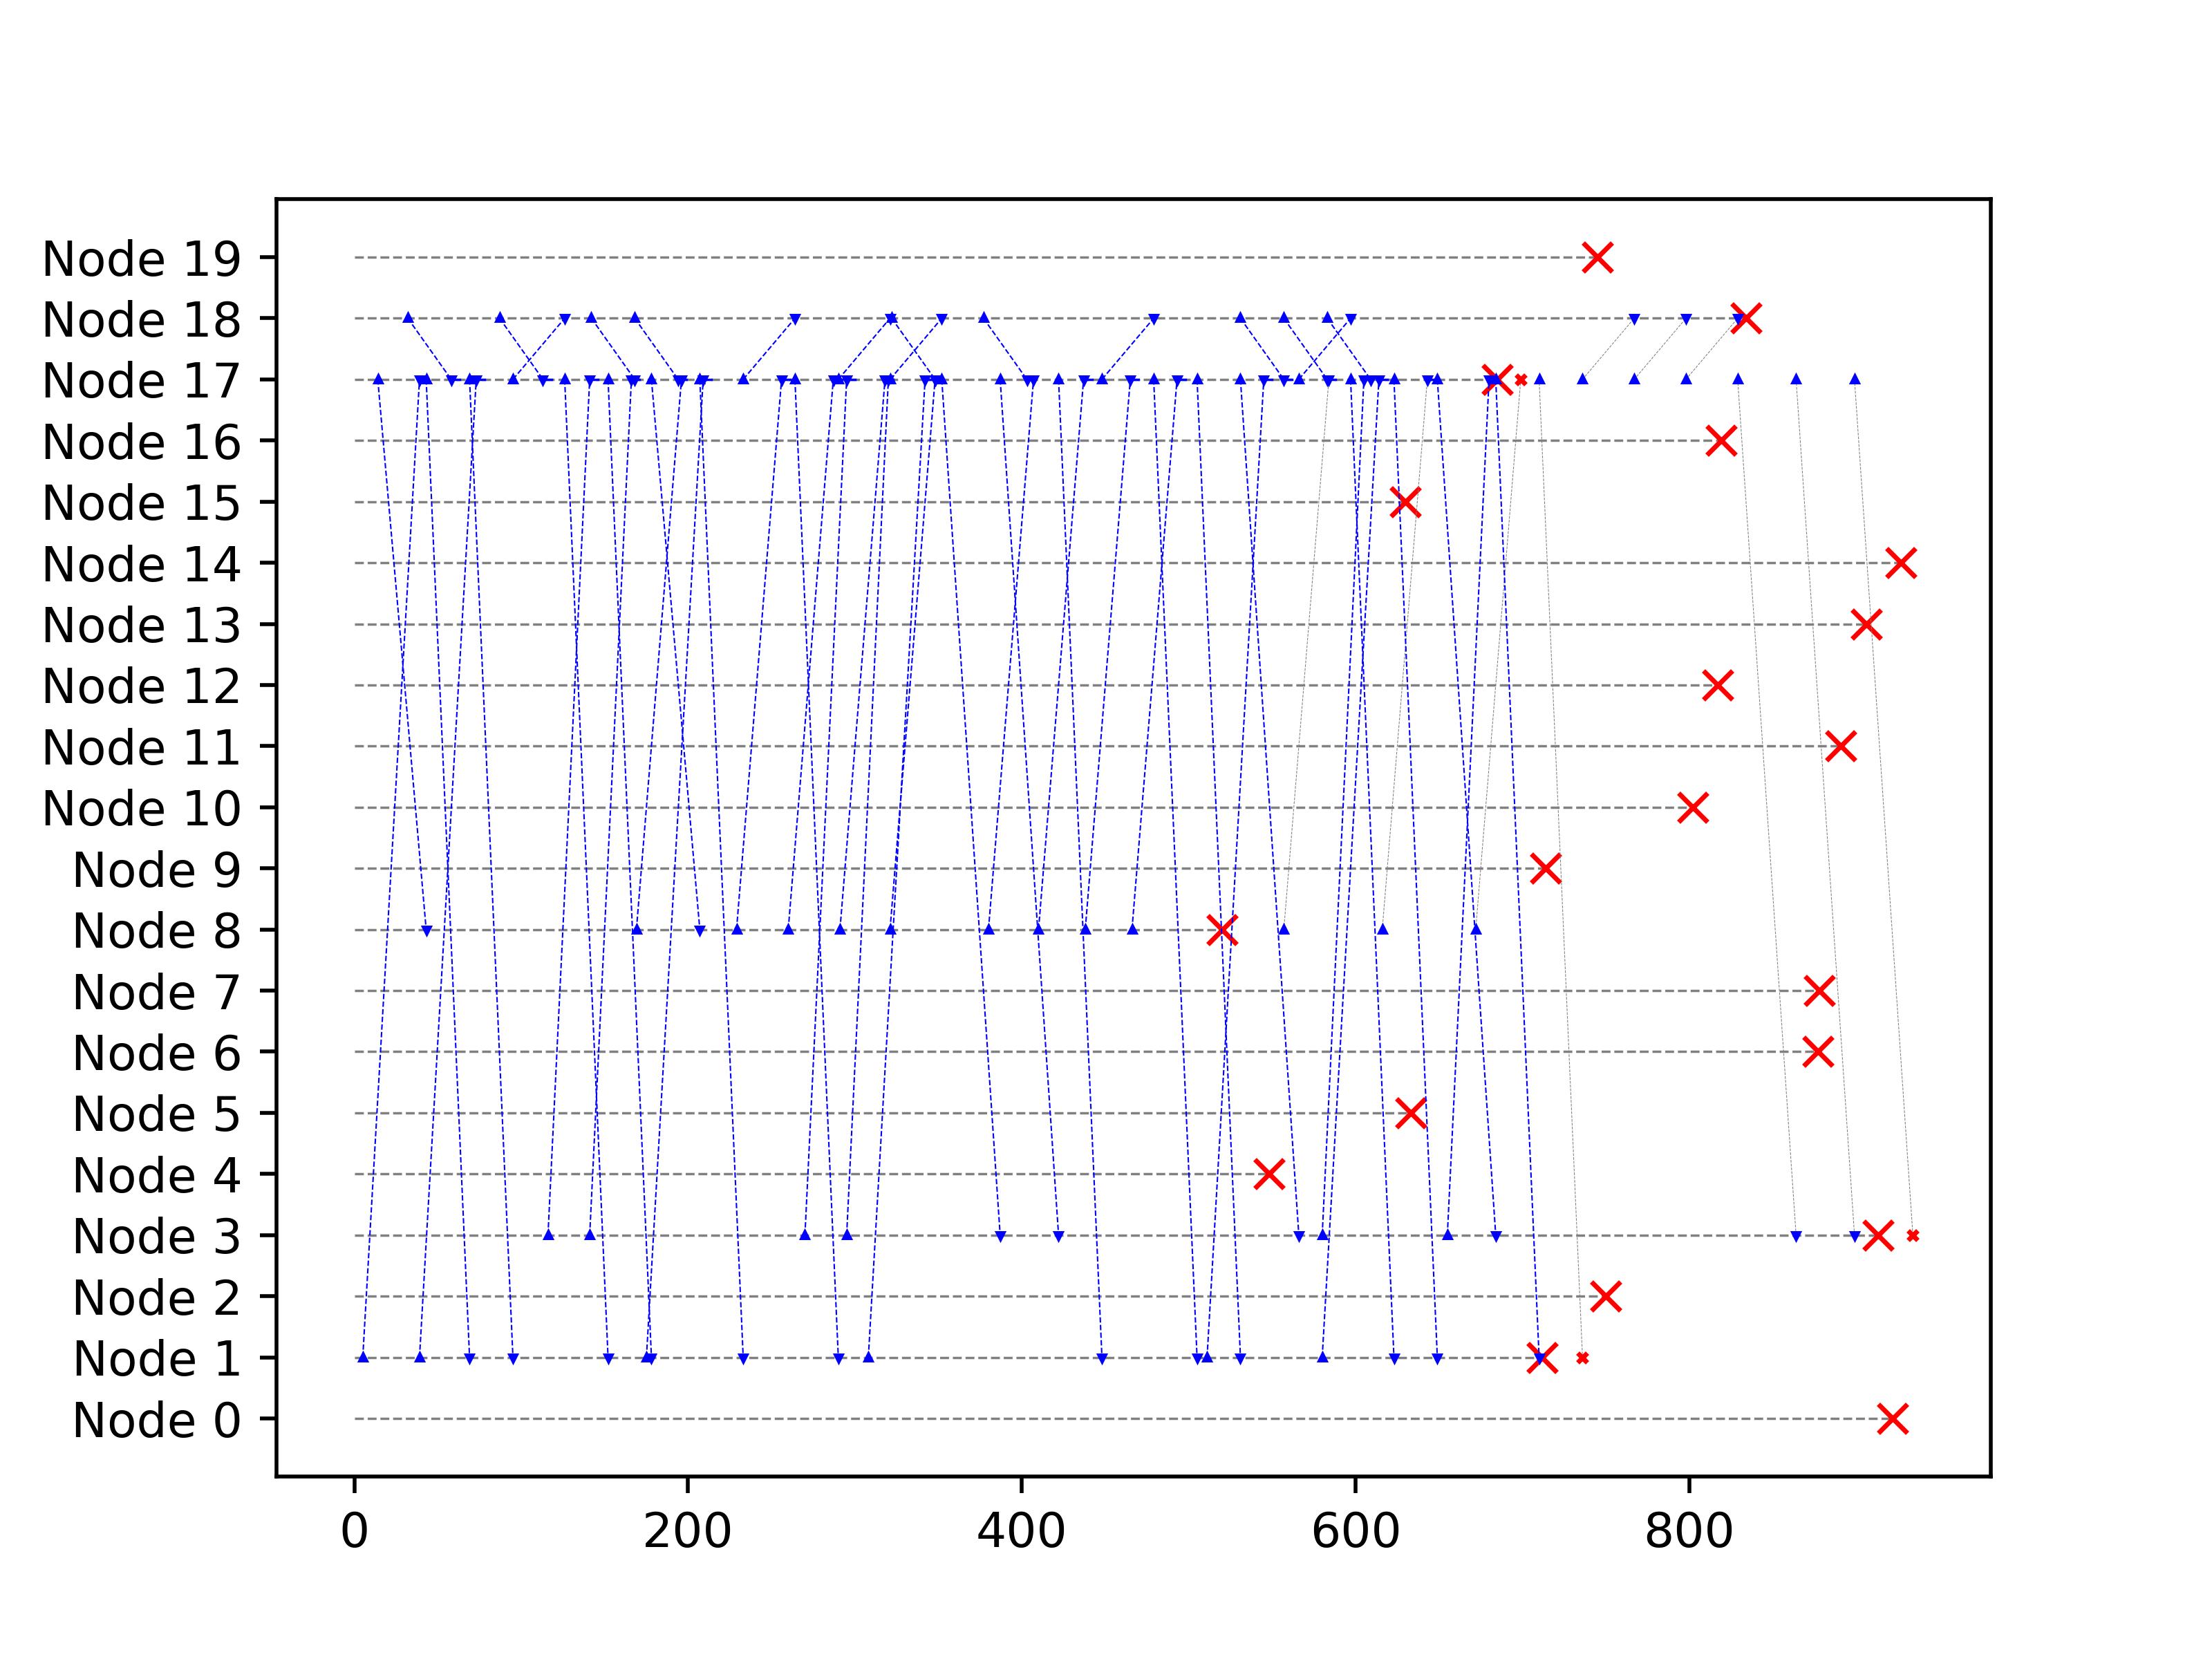 Node 19
Node 18
Node 17
Node 16
Node 15
Node 14
Node 13
Node 12
Node 11
Node 10
Node 9
Node 8
Node 7
Node 6
Node 5
Node 4
Node 3
Node 2
Node 1
Node 0
0 200 400 600 800